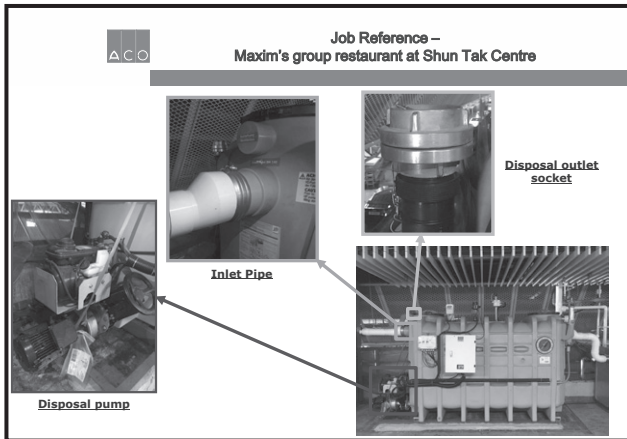 ACO
Job Reference –
Maxim's group restaurant at Shun Tak Centre
Disposal outlet
socket
Inlet Pipe
Disposal pump